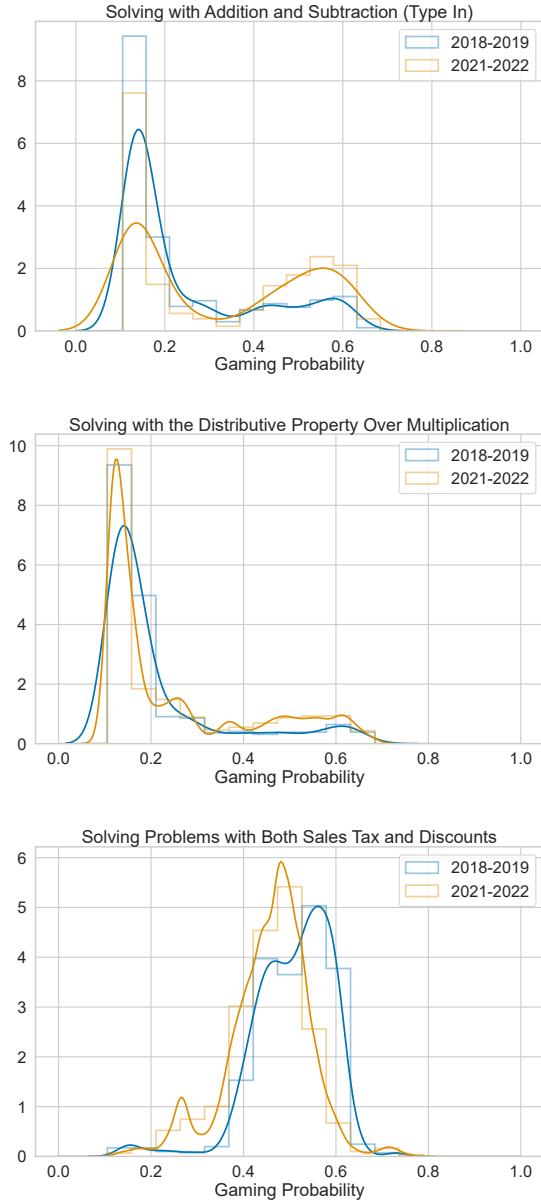 Solving with Addition and Subtraction (Type In)
2018-2019
2021-2022
8
6
4
2
0
0.0 0.2 0.4 0.6 0.8 1.0
Gaming Probability
Solving with the Distributive Property Over Multiplication
10
2018-2019
2021-2022
8
6
4
2
0
0.0 0.2 0.4 0.6 0.8 1.0
Gaming Probability
Solving Problems with Both Sales Tax and Discounts
6
2018-2019
2021-2022
5
4
3
2
1
0
0.0 0.2 0.4 0.6 0.8 1.0
Gaming Probability